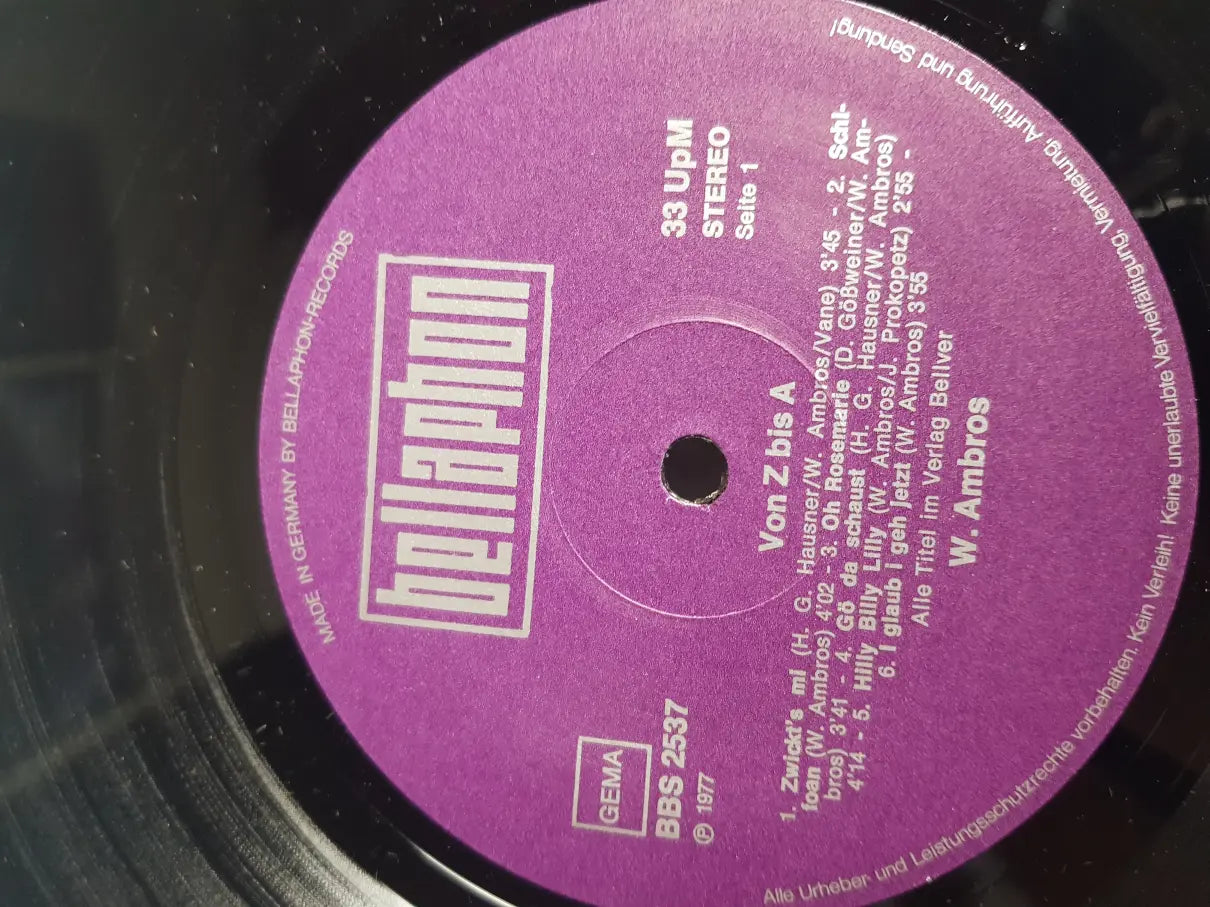 MADE IN GERMANY BY BELLAPHON-RECORDS
bellaphon
GEMA
BBS 2537
℗ 1977
33 UpM
STEREO
Seite 1
Von Z bis A
1. Zwickt's mi (H. G. Hausner/W. Ambros/Vane) 3'45 - 2. Schl-
foan (W. Ambros) 4'02 - 3. Oh Rosemarie (D. Gößweiner/W. Am-
bros) 3'41 - 4. Gö da schaust (H. G. Hausner/W. Ambros)
4'14 - 5. Hilly Billy Lilly (W. Ambros/J. Prokopetz) 2'55 -
6. I glaub i geh jetzt (W. Ambros) 3'55
Alle Titel im Verlag Bellver
W. Ambros
Alle Urheber- und Leistungsschutzrechte vorbehalten. Kein Verleih! Keine unerlaubte Vervielfältigung, Vermietung, Aufführung und Sendung!